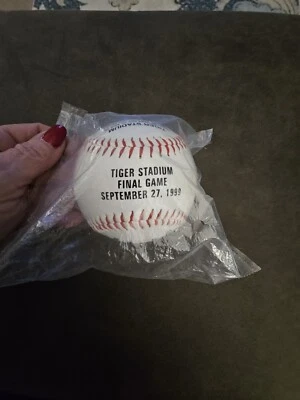 TIGER STADIUM
FINAL GAME
SEPTEMBER 27, 1999